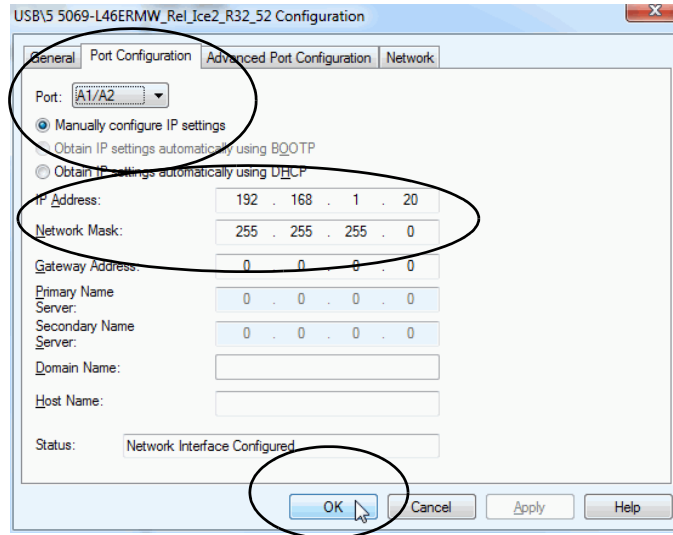 USB\5 5069-L46ERMW_Rel_Ice2_R32_52 Configuration
X
General Port Configuration Advanced Port Configuration Network
Port: A1/A2
Manually configure IP settings
Obtain IP settings automatically using BOOTP
Obtain IP settings automatically using DHCP
IP Address: 192 . 168 . 1 . 20
Network Mask: 255 . 255 . 255 . 0
Gateway Address: 0 . 0 . 0 . 0
Primary Name
Server: 0 . 0 . 0 . 0
Secondary Name
Server: 0 . 0 . 0 . 0
Domain Name:
Host Name:
Status: Network Interface Configured
OK Cancel Apply Help